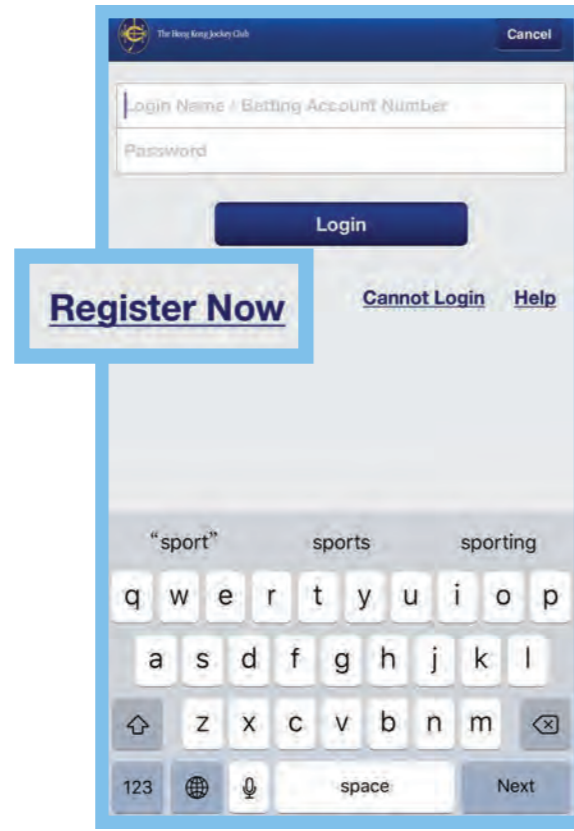 The Hong Kong Jockey Club
Cancel
Login Name / Betting Account Number
Password
Login
Register Now
Cannot Login Help
"sport" sports sporting
q w e r t y u i o p
a s d f g h j k l
z x c v b n m
123 space Next